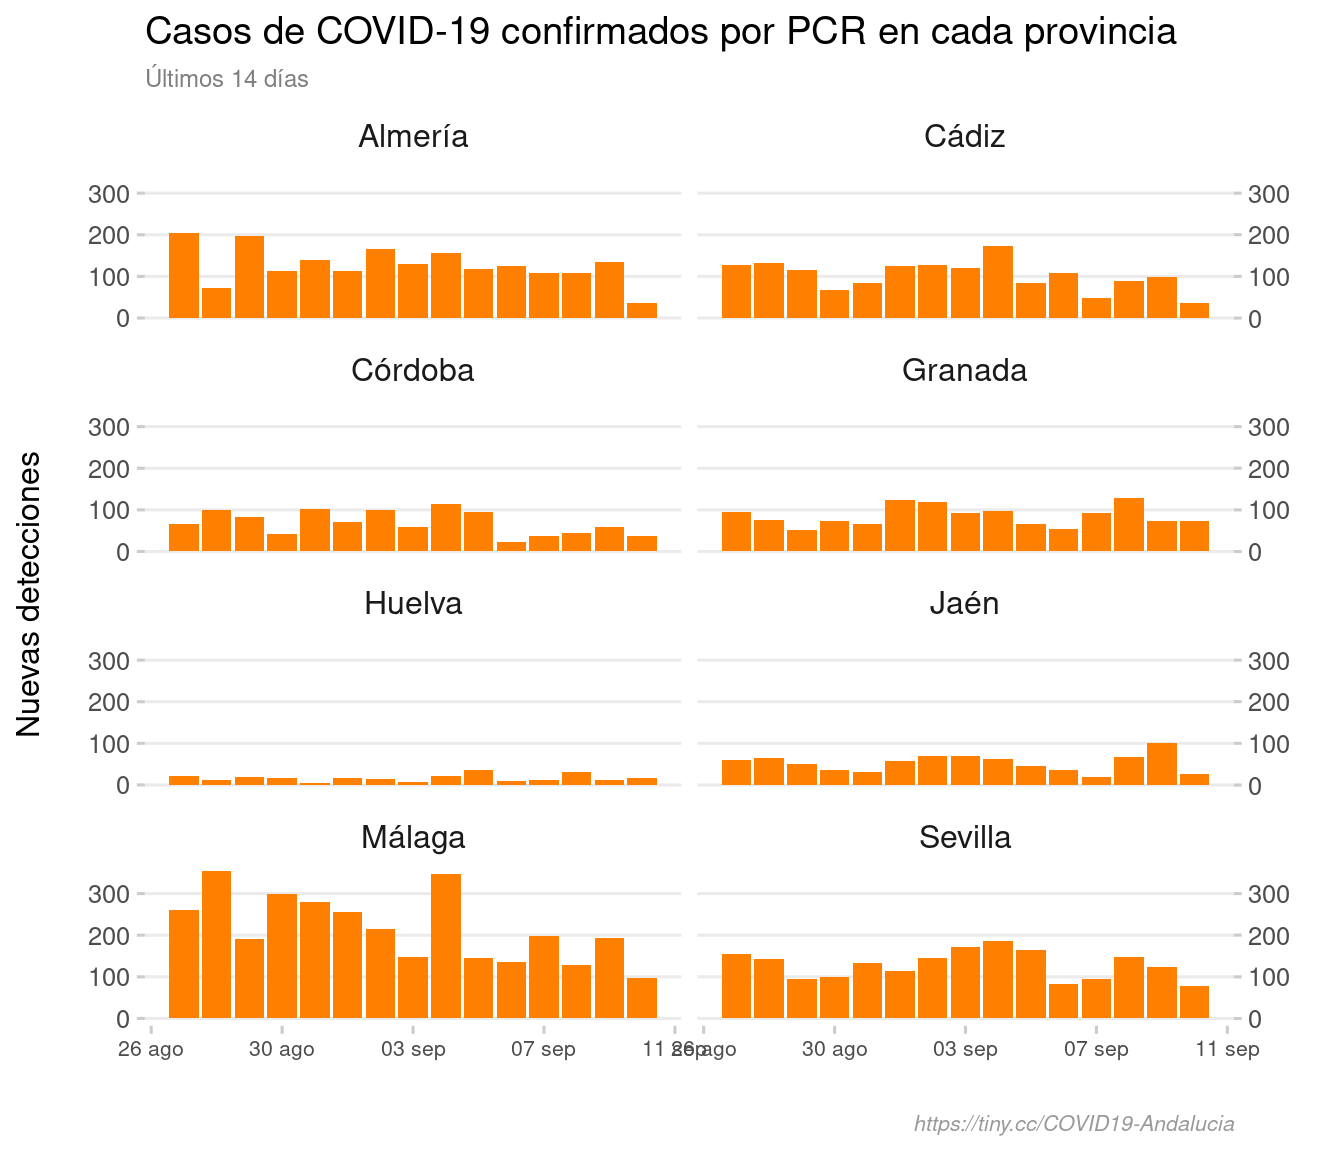 Casos de COVID-19 confirmados por PCR en cada provincia
Últimos 14 días
Almería
Cádiz
300
200
100
0
300
200
100
0
Córdoba
Granada
300
200
100
0
300
200
100
0
Nuevas detecciones
Huelva
Jaén
300
200
100
0
300
200
100
0
Málaga
Sevilla
300
200
100
0
300
200
100
0
26 ago 30 ago 03 sep 07 sep 11 sep
26 ago 30 ago 03 sep 07 sep 11 sep
https://tiny.cc/COVID19-Andalucia